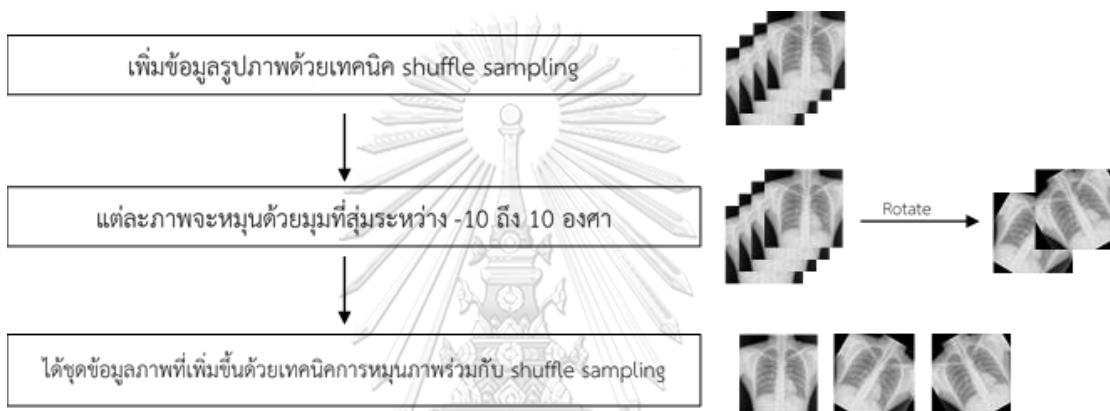 เพิ่มข้อมูลรูปภาพด้วยเทคนิค shuffle sampling
แต่ละภาพจะหมุนด้วยมุมที่สุ่มระหว่าง -10 ถึง 10 องศา
Rotate
ได้ชุดข้อมูลภาพที่เพิ่มขึ้นด้วยเทคนิคการหมุนภาพร่วมกับ shuffle sampling